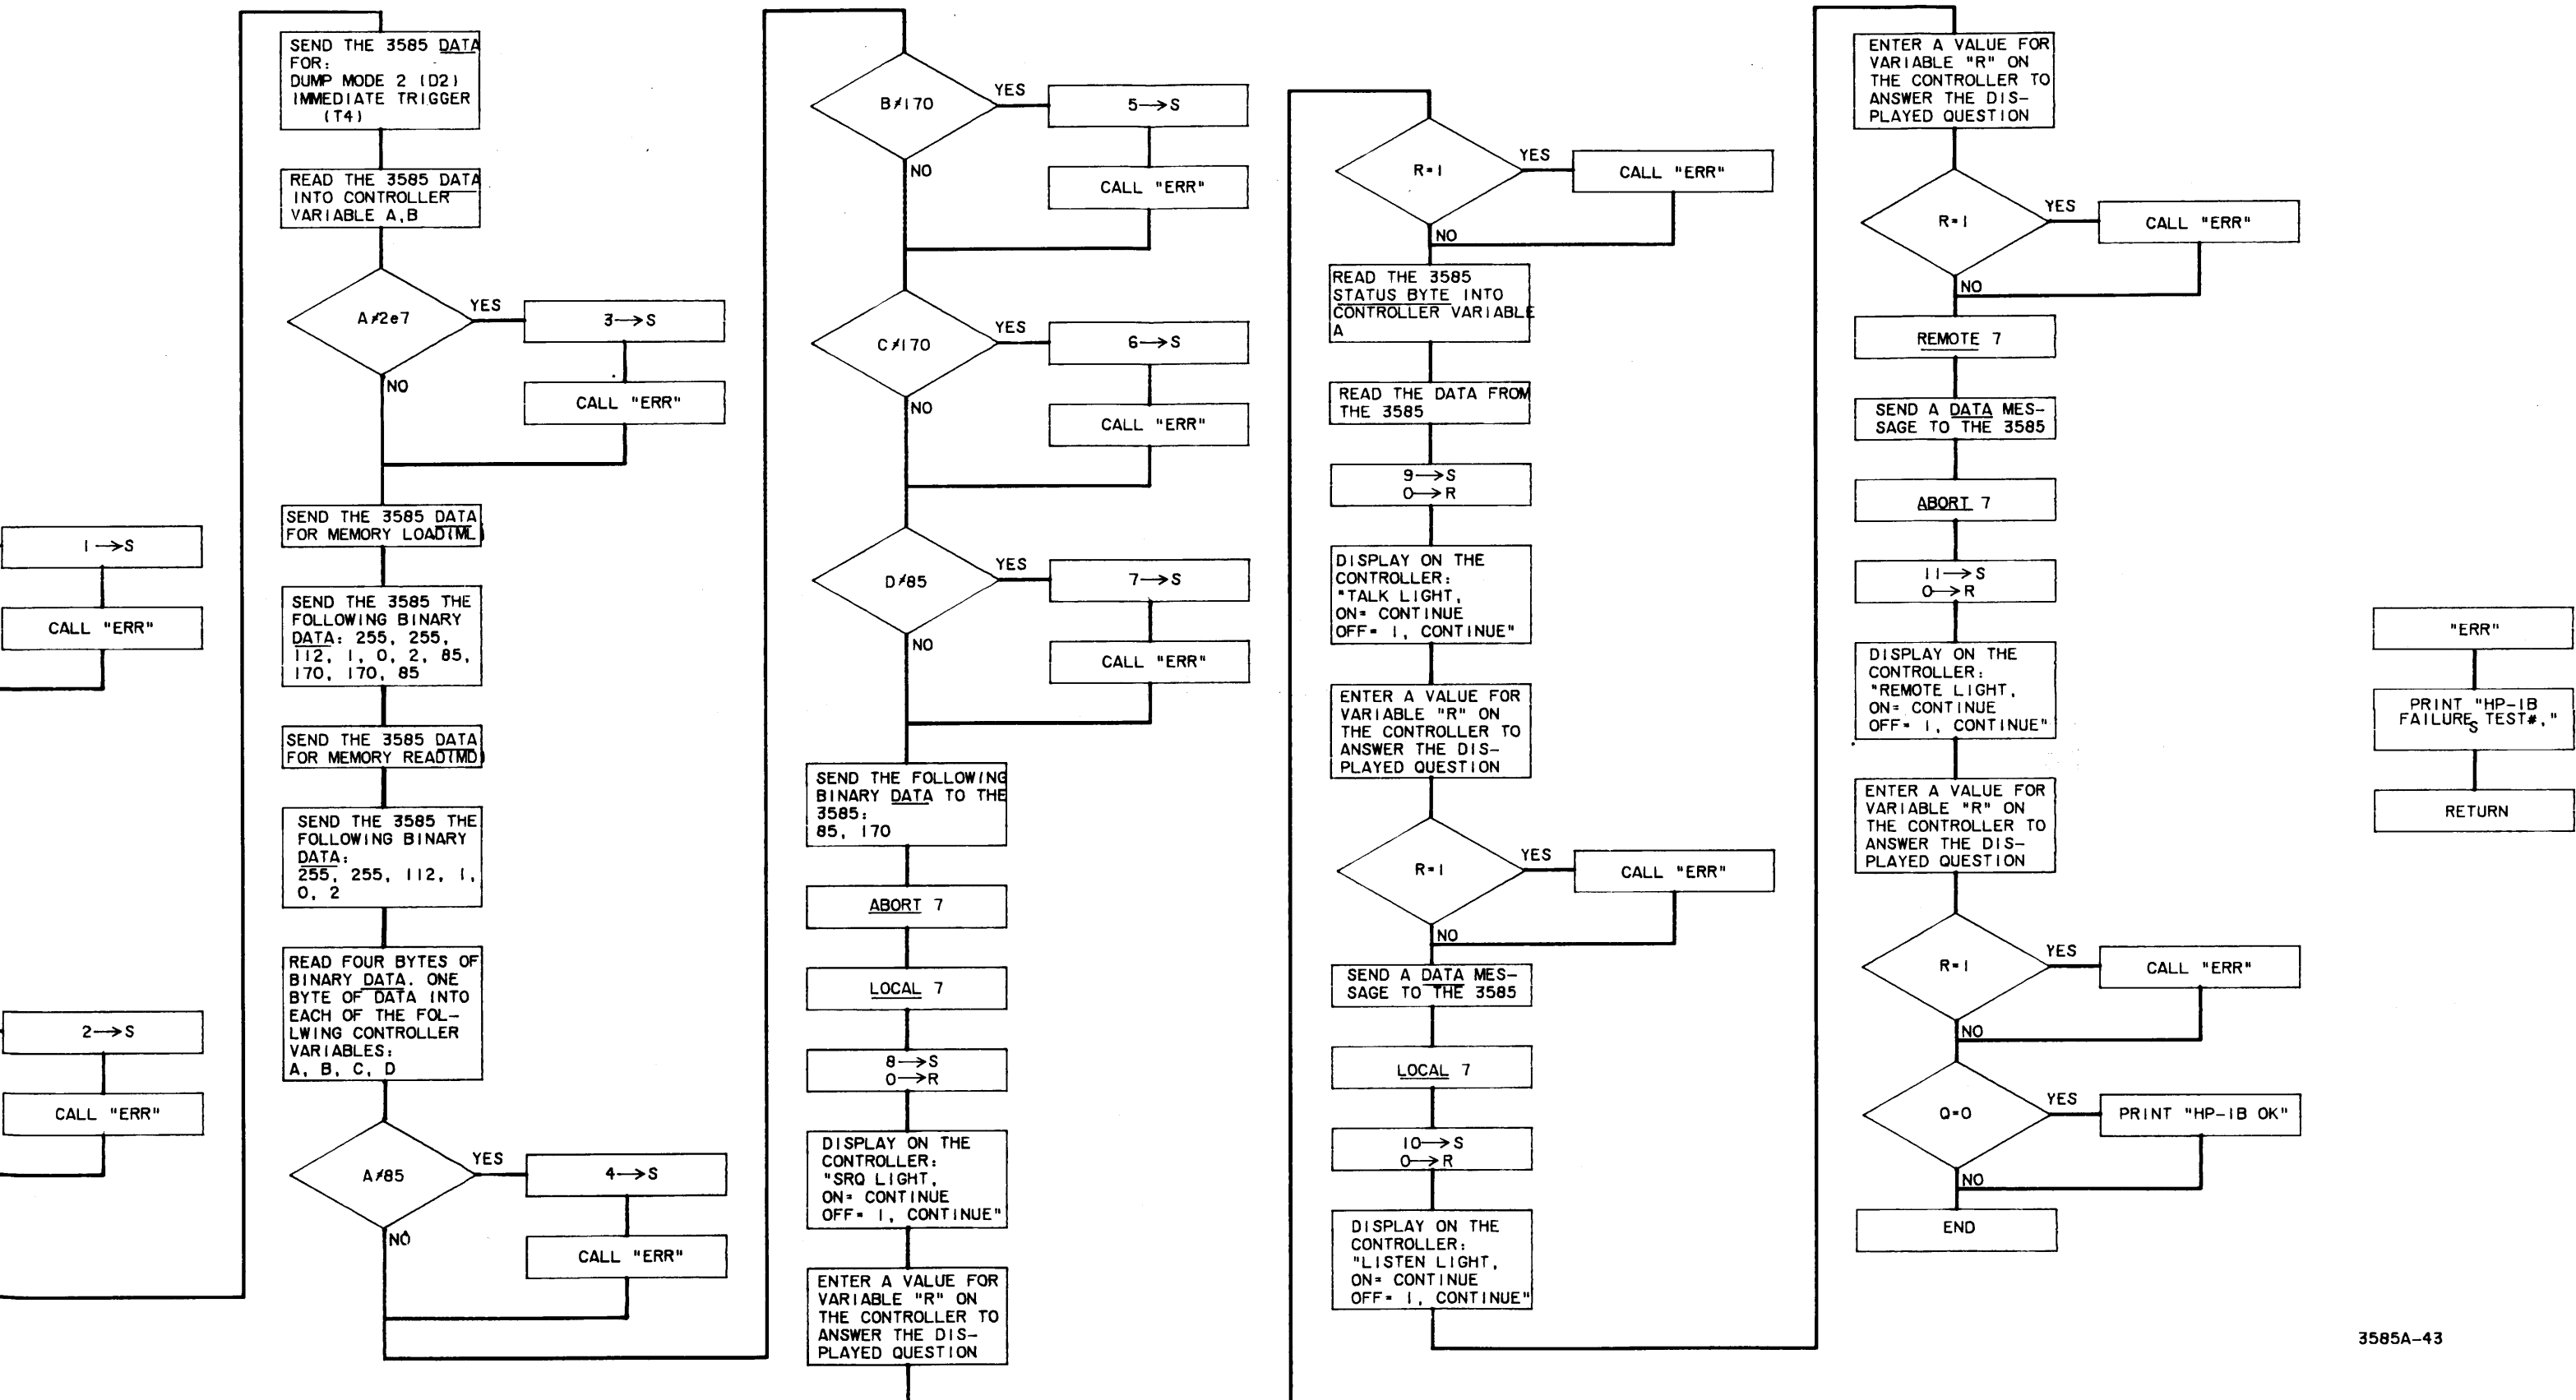 1→S
CALL "ERR"
2→S
CALL "ERR"
SEND THE 3585 DATA
FOR:
DUMP MODE 2 (D2)
IMMEDIATE TRIGGER
(T4)
READ THE 3585 DATA
INTO CONTROLLER
VARIABLE A,B
A≠2e7
YES
3→S
CALL "ERR"
NO
SEND THE 3585 DATA
FOR MEMORY LOAD(ML)
SEND THE 3585 THE
FOLLOWING BINARY
DATA: 255, 255,
112, 1, 0, 2, 85,
170, 170, 85
SEND THE 3585 DATA
FOR MEMORY READ(MD)
SEND THE 3585 THE
FOLLOWING BINARY
DATA:
255, 255, 112, 1,
0, 2
READ FOUR BYTES OF
BINARY DATA. ONE
BYTE OF DATA INTO
EACH OF THE FOL-
LWING CONTROLLER
VARIABLES:
A, B, C, D
A≠85
YES
4→S
CALL "ERR"
NO
B≠170
YES
5→S
CALL "ERR"
NO
C≠170
YES
6→S
CALL "ERR"
NO
D≠85
YES
7→S
CALL "ERR"
NO
SEND THE FOLLOWING
BINARY DATA TO THE
3585:
85, 170
ABORT 7
LOCAL 7
8→S
0→R
DISPLAY ON THE
CONTROLLER:
"SRQ LIGHT,
ON= CONTINUE
OFF= 1, CONTINUE"
ENTER A VALUE FOR
VARIABLE "R" ON
THE CONTROLLER TO
ANSWER THE DIS-
PLAYED QUESTION
R=1
YES
CALL "ERR"
NO
READ THE 3585
STATUS BYTE INTO
CONTROLLER VARIABLE
A
READ THE DATA FROM
THE 3585
9→S
0→R
DISPLAY ON THE
CONTROLLER:
"TALK LIGHT,
ON= CONTINUE
OFF= 1, CONTINUE"
ENTER A VALUE FOR
VARIABLE "R" ON
THE CONTROLLER TO
ANSWER THE DIS-
PLAYED QUESTION
R=1
YES
CALL "ERR"
NO
SEND A DATA MES-
SAGE TO THE 3585
LOCAL 7
10→S
0→R
DISPLAY ON THE
CONTROLLER:
"LISTEN LIGHT,
ON= CONTINUE
OFF= 1, CONTINUE"
ENTER A VALUE FOR
VARIABLE "R" ON
THE CONTROLLER TO
ANSWER THE DIS-
PLAYED QUESTION
R=1
YES
CALL "ERR"
NO
REMOTE 7
SEND A DATA MES-
SAGE TO THE 3585
ABORT 7
11→S
0→R
DISPLAY ON THE
CONTROLLER:
"REMOTE LIGHT,
ON= CONTINUE
OFF= 1, CONTINUE"
ENTER A VALUE FOR
VARIABLE "R" ON
THE CONTROLLER TO
ANSWER THE DIS-
PLAYED QUESTION
R=1
YES
CALL "ERR"
NO
Q=0
YES
PRINT "HP-IB OK"
NO
END
"ERR"
PRINT "HP-IB
FAILURE, TEST#,"
S
RETURN
3585A-43